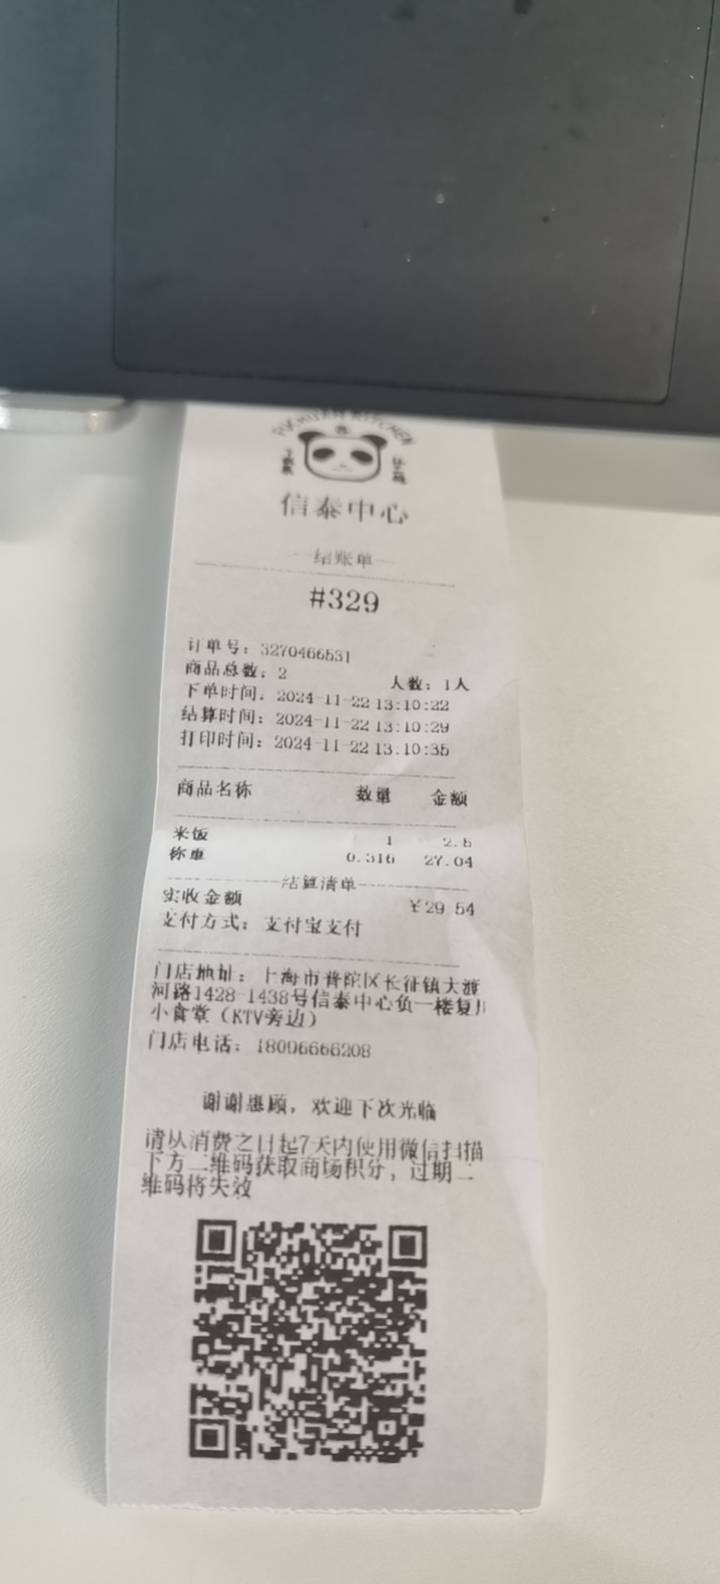 KITCHEN
信泰中心
结账单
#329
订单号：3270466531
商品总数：2 人数：1人
下单时间：2024-11-22 13:10:22
结算时间：2024-11-22 13:10:29
打印时间：2024-11-22 13:10:35
商品名称 数量 金额
米饭 1 2.5
称重 0.316 27.04
结算清单
实收金额 ￥29.54
支付方式：支付宝支付
门店地址：上海市普陀区长征镇大渡
河路1428-1438号信泰中心负一楼复川
小食堂（KTV旁边）
门店电话：18096666208
谢谢惠顾，欢迎下次光临
请从消费之日起7天内使用微信扫描
下方二维码获取商场积分，过期二
维码将失效